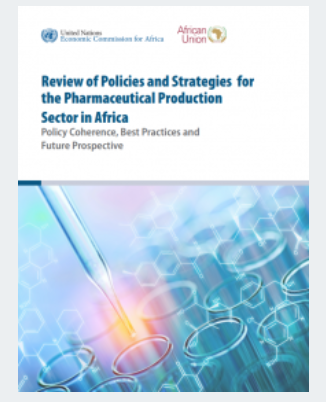 United Nations
Economic Commission for Africa
African
Union
Review of Policies and Strategies for
the Pharmaceutical Production
Sector in Africa
Policy Coherence, Best Practices and
Future Prospective